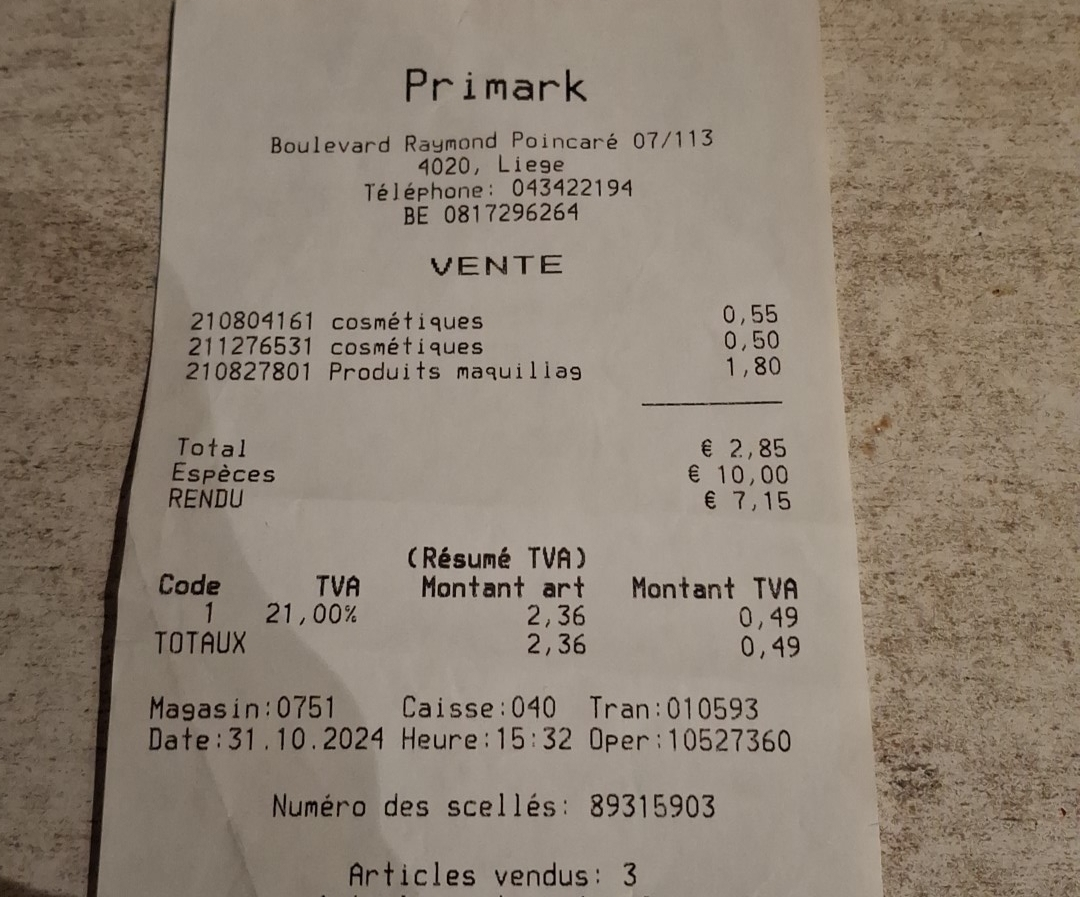 Primark
Boulevard Raymond Poincaré 07/113
4020, Liege
Téléphone: 043422194
BE 0817296264
VENTE
210804161 cosmétiques 0,55
211276531 cosmétiques 0,50
210827801 Produits maquillag 1,80
Total € 2,85
Espèces € 10,00
RENDU € 7,15
(Résumé TVA)
Code TVA Montant art Montant TVA
1 21,00% 2,36 0,49
TOTAUX 2,36 0,49
Magasin:0751 Caisse:040 Tran:010593
Date:31.10.2024 Heure:15:32 Oper:10527360
Numéro des scellés: 89315903
Articles vendus: 3